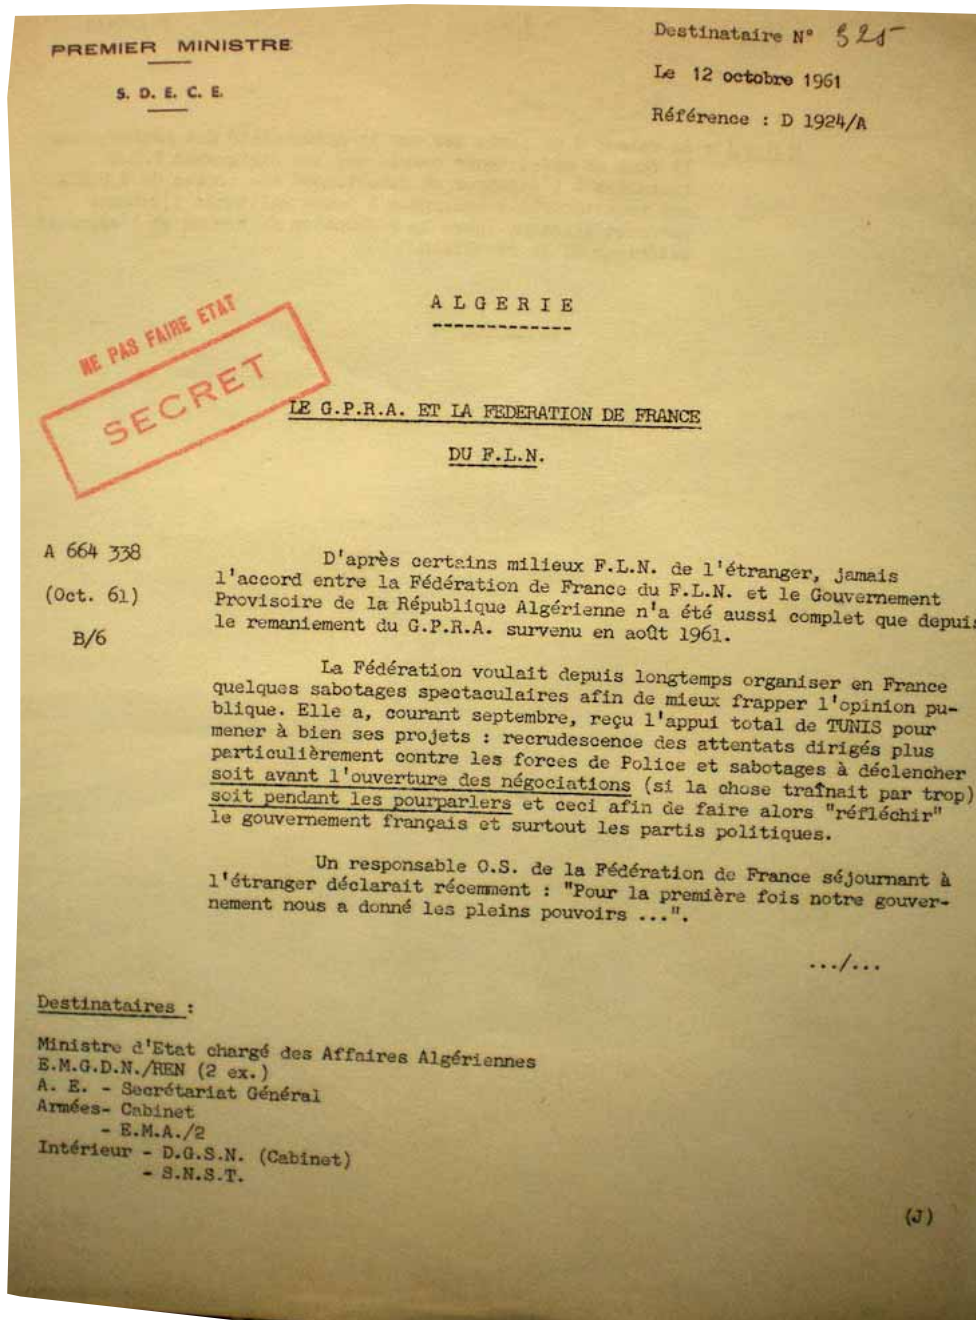 PREMIER MINISTRE
S. D. E. C. E.
Destinataire N°
Le 12 octobre 1961
Référence : D 1924/A
ALGERIE
NE PAS FAIRE ETAT
SECRET
LE G.P.R.A. ET LA FEDERATION DE FRANCE
DU F.L.N.
A 664 338
(Oct. 61)
B/6
D'après certains milieux F.L.N. de l'étranger, jamais
l'accord entre la Fédération de France du F.L.N. et le Gouvernement
Provisoire de la République Algérienne n'a été aussi complet que depuis
le remaniement du G.P.R.A. survenu en août 1961.
La Fédération voulait depuis longtemps organiser en France
quelques sabotages spectaculaires afin de mieux frapper l'opinion pu-
blique. Elle a, courant septembre, reçu l'appui total de TUNIS pour
mener à bien ses projets : recrudescence des attentats dirigés plus
particulièrement contre les forces de Police et sabotages à déclencher
soit avant l'ouverture des négociations (si la chose traînait par trop)
soit pendant les pourparlers et ceci afin de faire alors "réfléchir"
le gouvernement français et surtout les partis politiques.
Un responsable O.S. de la Fédération de France séjournant à
l'étranger déclarait récemment : "Pour la première fois notre gouver-
nement nous a donné les pleins pouvoirs ...".
.../...
Destinataires :
Ministre d'Etat chargé des Affaires Algériennes
E.M.G.D.N./REN (2 ex.)
A. E. - Secrétariat Général
Armées- Cabinet
- E.M.A./2
Intérieur - D.G.S.N. (Cabinet)
- S.N.S.T.
(J)